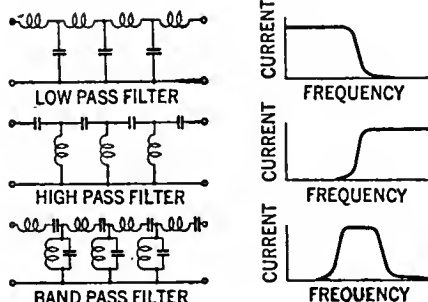 LOW PASS FILTER
CURRENT
FREQUENCY
HIGH PASS FILTER
CURRENT
FREQUENCY
BAND PASS FILTER
CURRENT
FREQUENCY